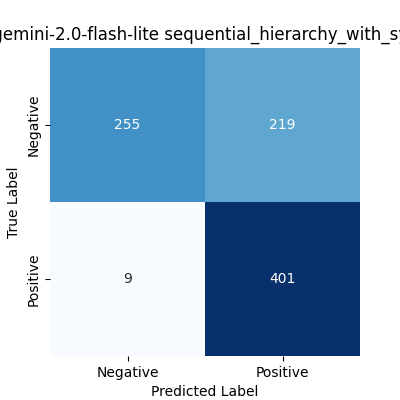 gemini-2.0-flash-lite sequential_hierarchy_with_sy
True Label
Negative
255
219
Positive
9
401
Negative
Positive
Predicted Label